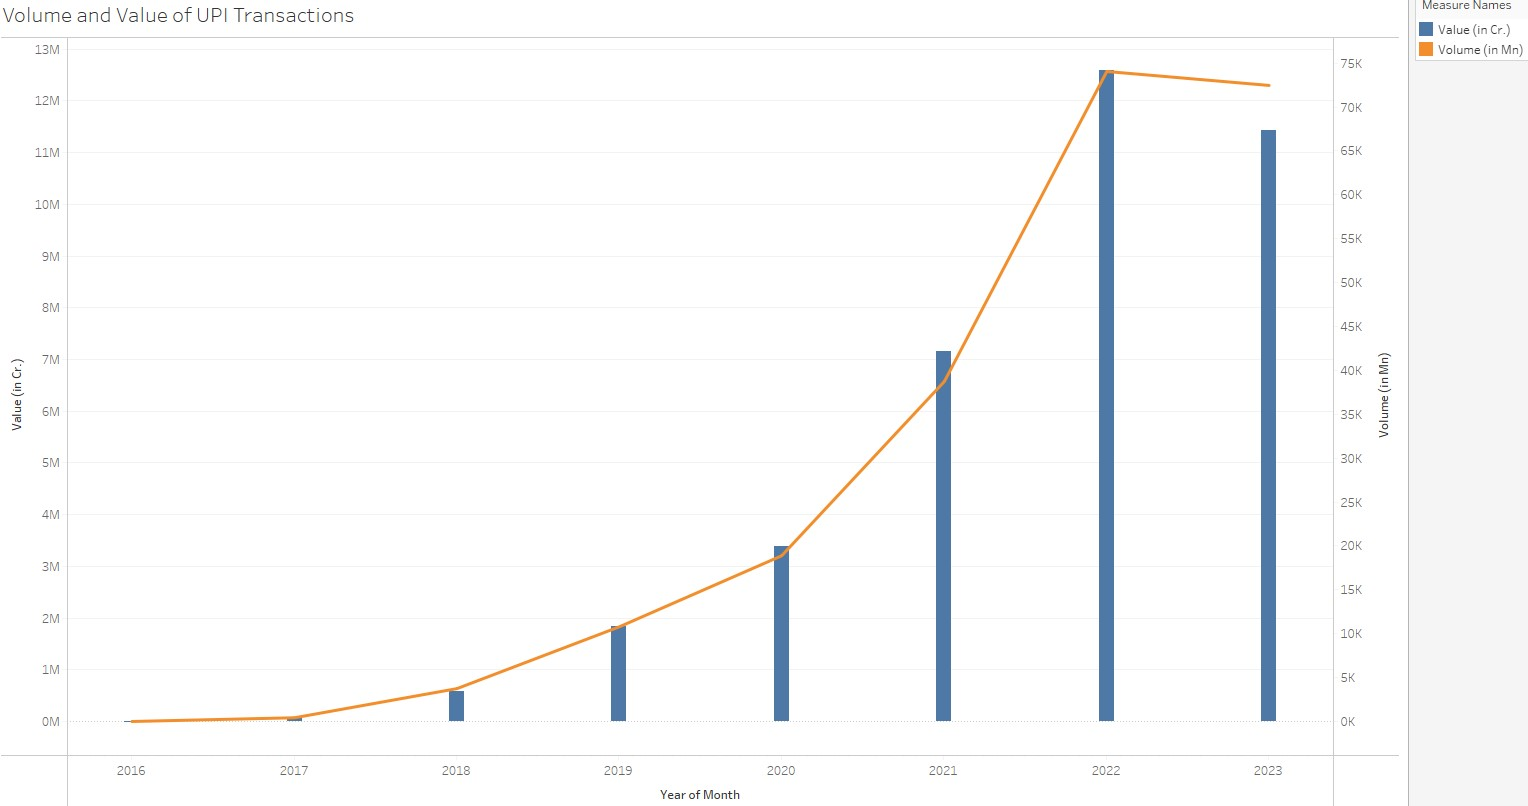 Volume and Value of UPI Transactions
Measure Names
Value (in Cr.)
Volume (in Mn)
13M
12M
11M
10M
9M
8M
7M
6M
5M
4M
3M
2M
1M
0M
Value (in Cr.)
75K
70K
65K
60K
55K
50K
45K
40K
35K
30K
25K
20K
15K
10K
5K
0K
Volume (in Mn)
2016 2017 2018 2019 2020 2021 2022 2023
Year of Month